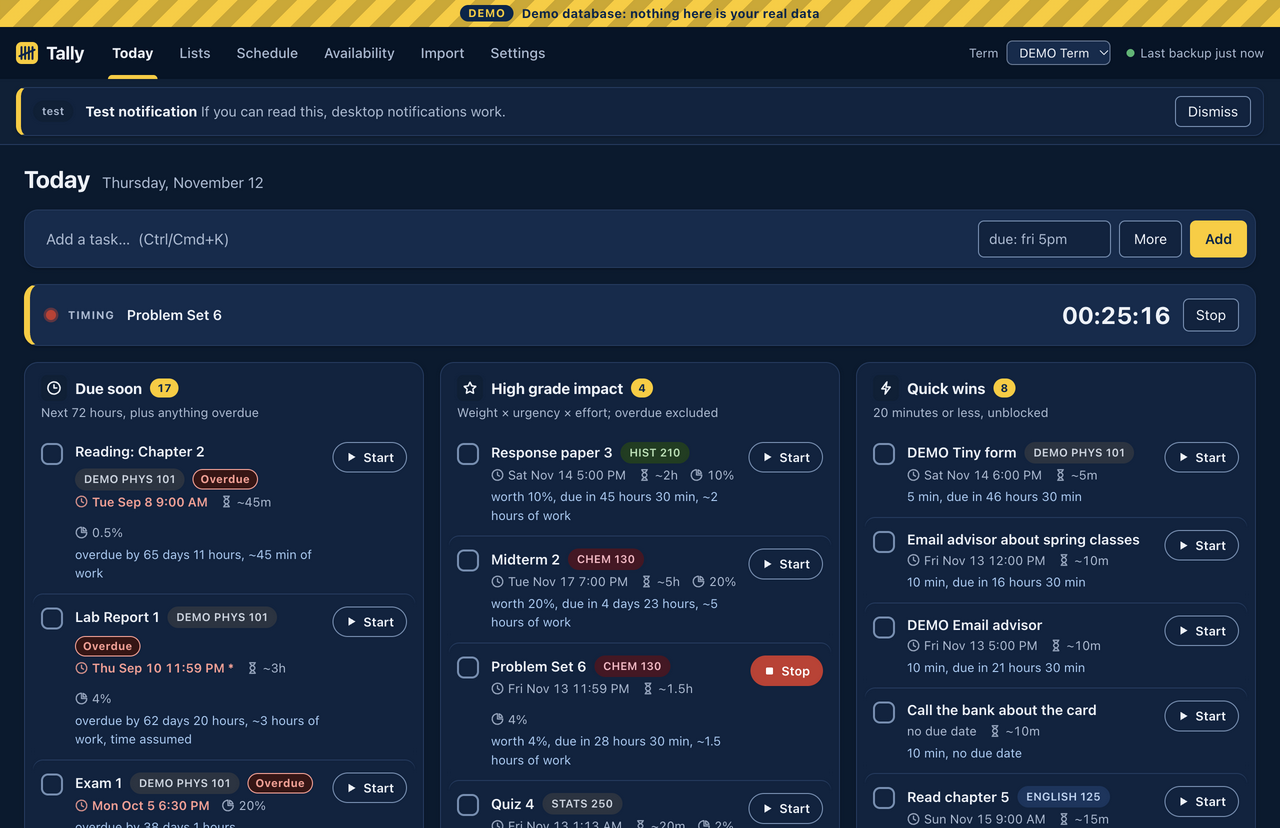 DEMO Demo database: nothing here is your real data
Tally Today Lists Schedule Availability Import Settings Term DEMO Term Last backup just now
test Test notification If you can read this, desktop notifications work. Dismiss
Today Thursday, November 12
Add a task... (Ctrl/Cmd+K) due: fri 5pm More Add
TIMING Problem Set 6 00:25:16 Stop
Due soon 17
Next 72 hours, plus anything overdue
Reading: Chapter 2 Start
DEMO PHYS 101 Overdue
Tue Sep 8 9:00 AM ~45m
0.5%
overdue by 65 days 11 hours, ~45 min of
work
Lab Report 1 DEMO PHYS 101 Start
Overdue
Thu Sep 10 11:59 PM * ~3h
4%
overdue by 62 days 20 hours, ~3 hours of
work, time assumed
Exam 1 DEMO PHYS 101 Overdue Start
Mon Oct 5 6:30 PM 20%
overdue by 38 days 1 hours
High grade impact 4
Weight × urgency × effort; overdue excluded
Response paper 3 HIST 210 Start
Sat Nov 14 5:00 PM ~2h 10%
worth 10%, due in 45 hours 30 min, ~2
hours of work
Midterm 2 CHEM 130 Start
Tue Nov 17 7:00 PM ~5h 20%
worth 20%, due in 4 days 23 hours, ~5
hours of work
Problem Set 6 CHEM 130 Stop
Fri Nov 13 11:59 PM ~1.5h
4%
worth 4%, due in 28 hours 30 min, ~1.5
hours of work
Quiz 4 STATS 250 Start
Fri Nov 13 1:13 AM ~20m 2%
Quick wins 8
20 minutes or less, unblocked
DEMO Tiny form DEMO PHYS 101 Start
Sat Nov 14 6:00 PM ~5m
5 min, due in 46 hours 30 min
Email advisor about spring classes Start
Fri Nov 13 12:00 PM ~10m
10 min, due in 16 hours 30 min
DEMO Email advisor Start
Fri Nov 13 5:00 PM ~10m
10 min, due in 21 hours 30 min
Call the bank about the card Start
no due date ~10m
10 min, no due date
Read chapter 5 ENGLISH 125 Start
Sun Nov 15 9:00 AM ~15m